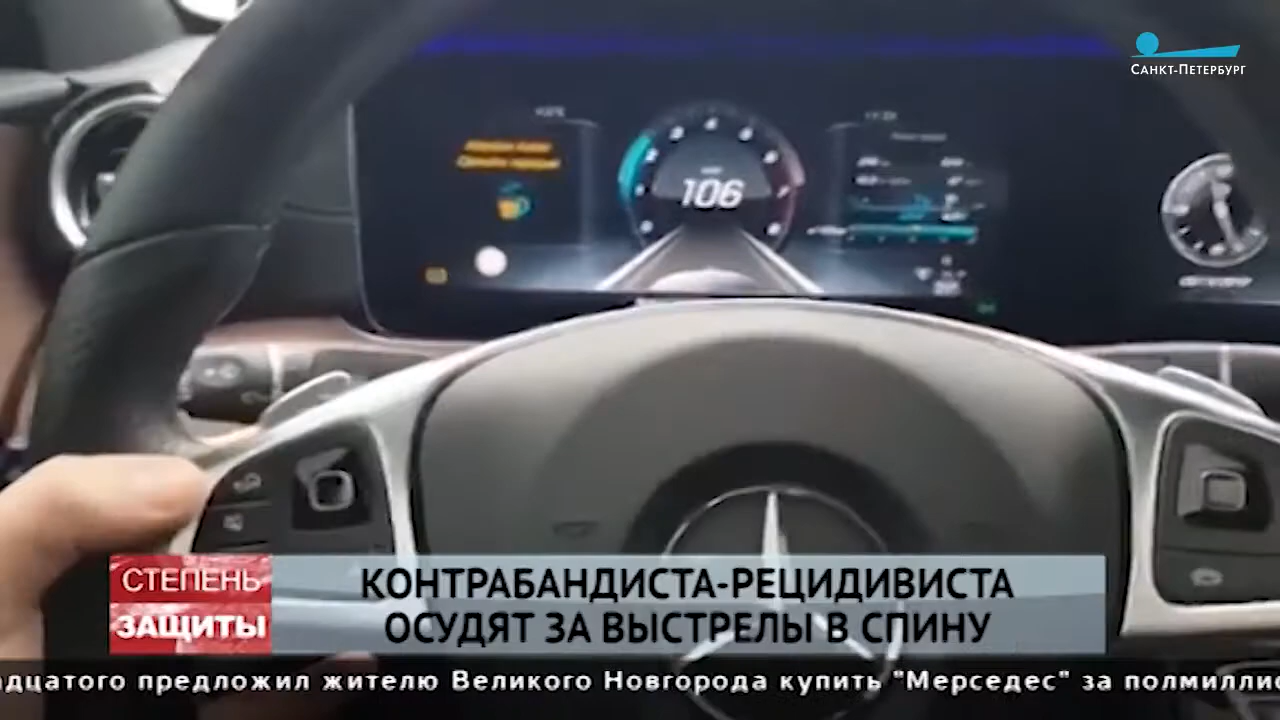 САНКТ-ПЕТЕРБУРГ
106
СТЕПЕНЬ
ЗАЩИТЫ
КОНТРАБАНДИСТА-РЕЦИДИВИСТА
ОСУДЯТ ЗА ВЫСТРЕЛЫ В СПИНУ
предложил жителю Великого Новгорода купить "Мерседес" за